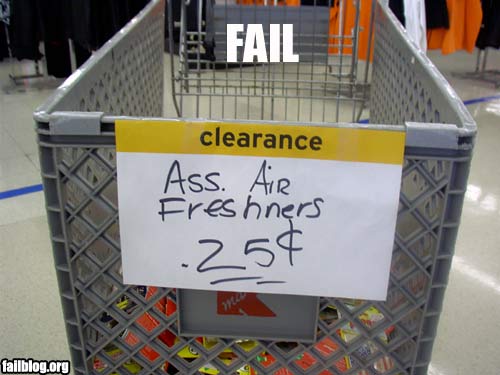 FAIL
clearance
Ass. AiR
Freshners
.25¢
failblog.org